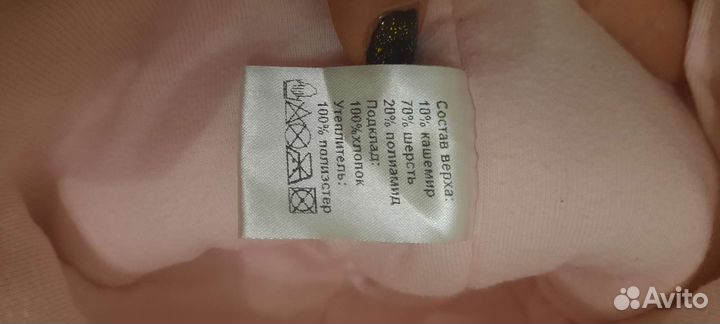 Состав верха:
10% кашемир
70% шерсть
20% полиамид
Подклад:
100%хлопок
Утеплитель:
100% полиэстер
Avito